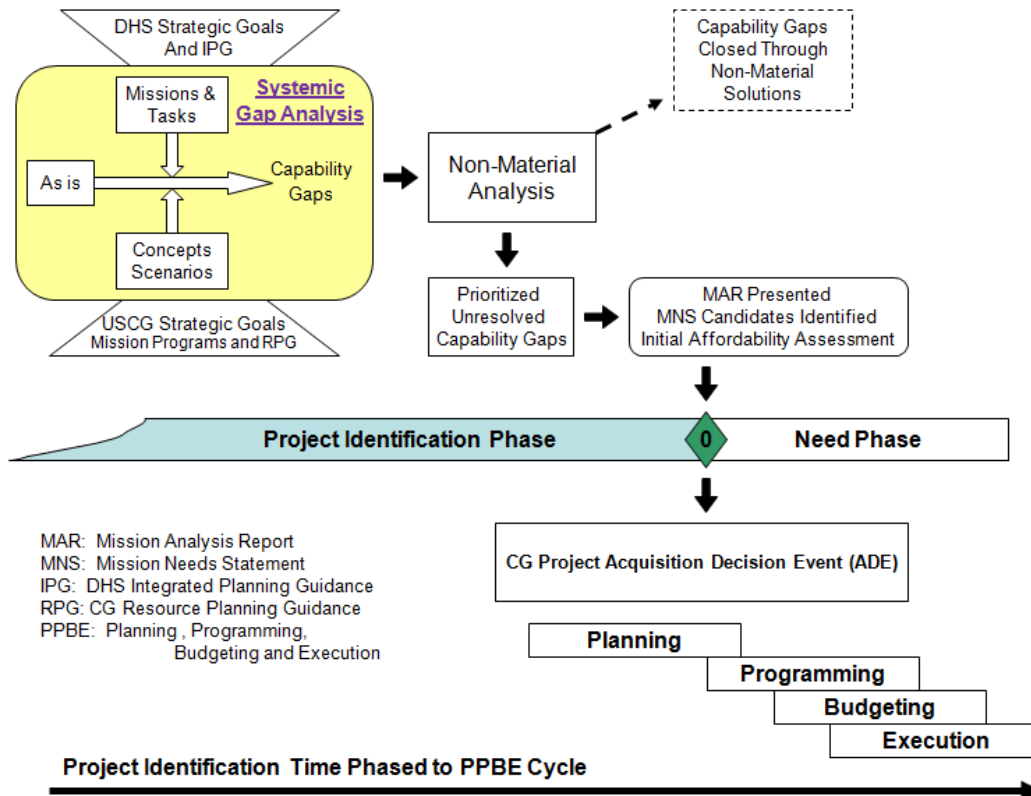 DHS Strategic Goals
And IPG
Missions &
Tasks
Systemic
Gap Analysis
As is
Capability
Gaps
Concepts
Scenarios
USCG Strategic Goals
Mission Programs and RPG
Non-Material
Analysis
Capability Gaps
Closed Through
Non-Material
Solutions
Prioritized
Unresolved
Capability Gaps
MAR Presented
MNS Candidates Identified
Initial Affordability Assessment
Project Identification Phase
0
Need Phase
CG Project Acquisition Decision Event (ADE)
MAR: Mission Analysis Report
MNS: Mission Needs Statement
IPG: DHS Integrated Planning Guidance
RPG: CG Resource Planning Guidance
PPBE: Planning , Programming,
Budgeting and Execution
Planning
Programming
Budgeting
Execution
Project Identification Time Phased to PPBE Cycle